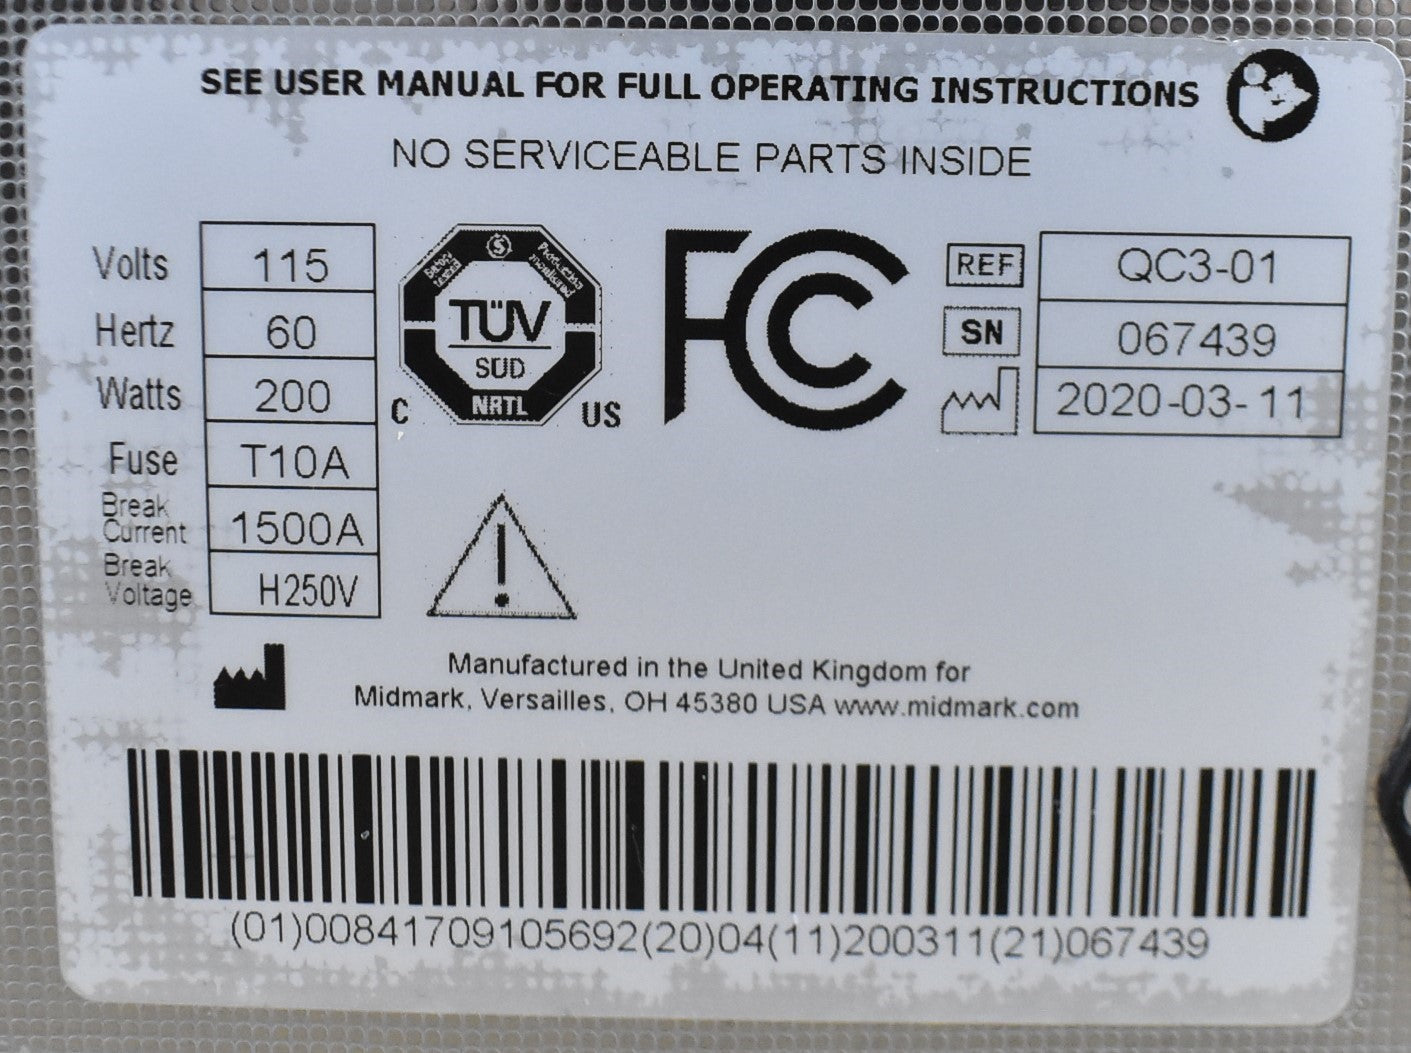 SEE USER MANUAL FOR FULL OPERATING INSTRUCTIONS
NO SERVICEABLE PARTS INSIDE
Volts 115
Hertz 60
Watts 200
Fuse T10A
Break Current 1500A
Break Voltage H250V
TÜV
SÜD
NRTL
C US
FC
REF QC3-01
SN 067439
2020-03-11
Manufactured in the United Kingdom for
Midmark, Versailles, OH 45380 USA www.midmark.com
(01)00841709105692(20)04(11)200311(21)067439